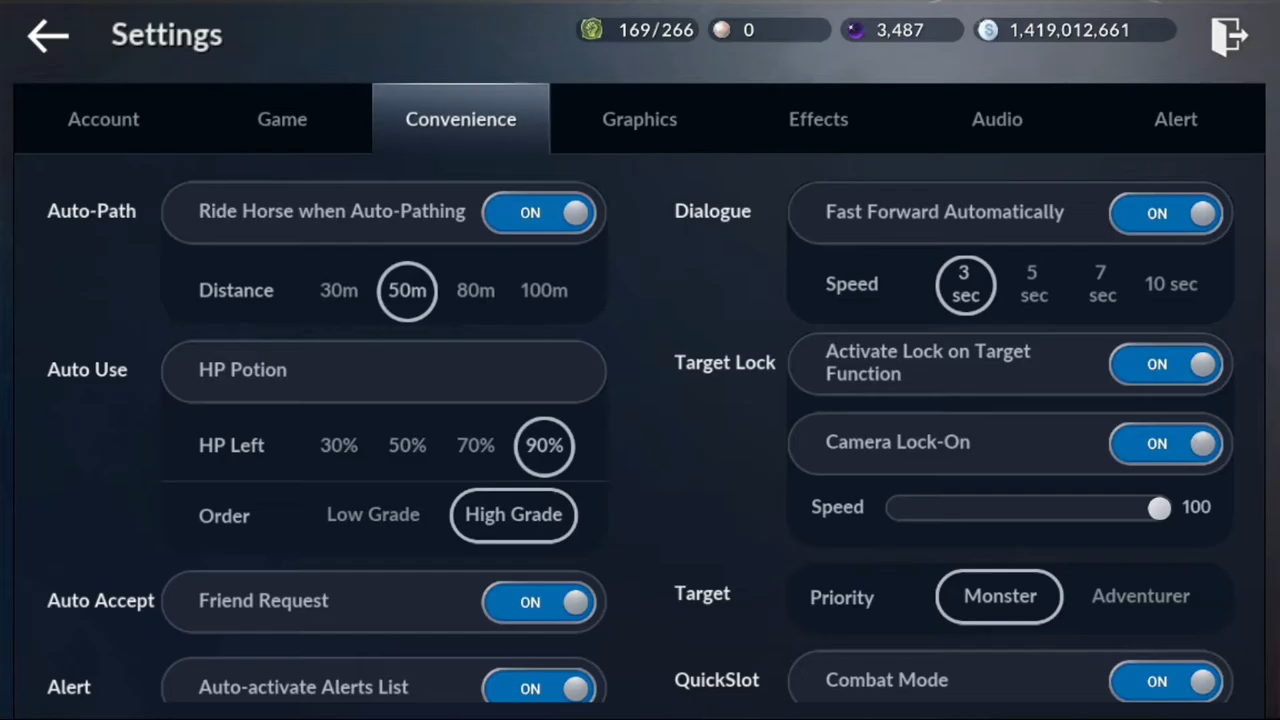 Settings
169/266
0
3,487
1,419,012,661
Account
Game
Convenience
Graphics
Effects
Audio
Alert
Auto-Path
Ride Horse when Auto-Pathing
ON
Distance
30m
50m
80m
100m
Auto Use
HP Potion
HP Left
30%
50%
70%
90%
Order
Low Grade
High Grade
Auto Accept
Friend Request
ON
Alert
Auto-activate Alerts List
ON
Dialogue
Fast Forward Automatically
ON
Speed
3
sec
5
sec
7
sec
10 sec
Target Lock
Activate Lock on Target
Function
ON
Camera Lock-On
ON
Speed
100
Target
Priority
Monster
Adventurer
QuickSlot
Combat Mode
ON